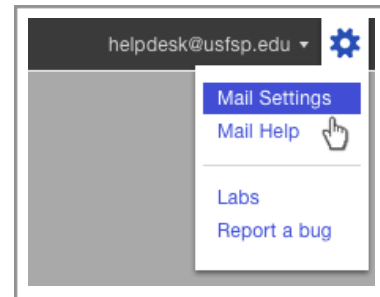 helpdesk@usfsp.edu
Mail Settings
Mail Help
Labs
Report a bug